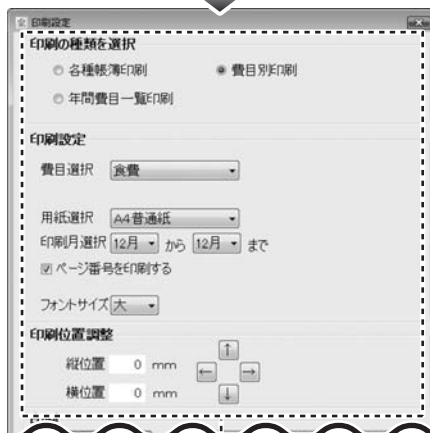 印刷設定
印刷の種類を選択
各種帳簿印刷 費目別印刷
年間費目一覧印刷
印刷設定
費目選択 食費
用紙選択 A4普通紙
印刷月選択 12月 から 12月 まで
ページ番号を印刷する
フォントサイズ 大
印刷位置調整
↑
縦位置 0 mm ← →
横位置 0 mm ↓